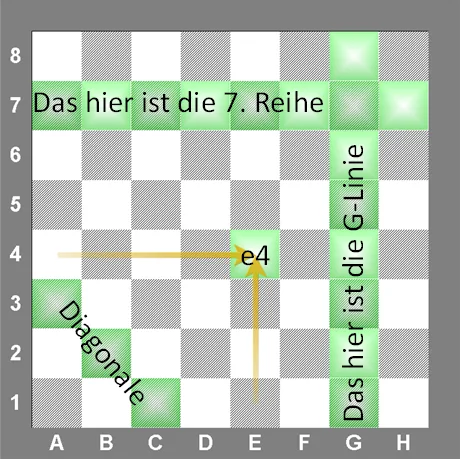 8
7 Das hier ist die 7. Reihe
6
5
4 e4
3
2
1
Diagonale
Das hier ist die G-Linie
A B C D E F G H